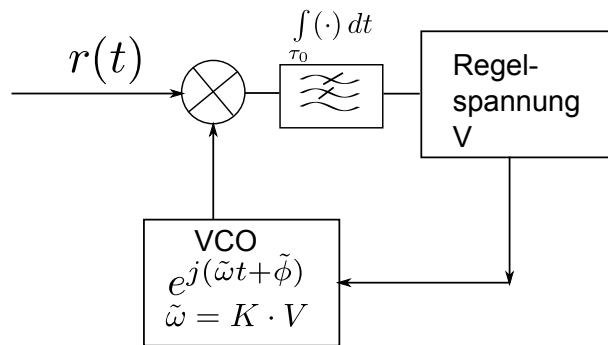 r(t)
∫(·) dt
τ₀
Regel-
spannung
V
VCO
e^{j(ω̃t+φ̃)}
ω̃ = K · V